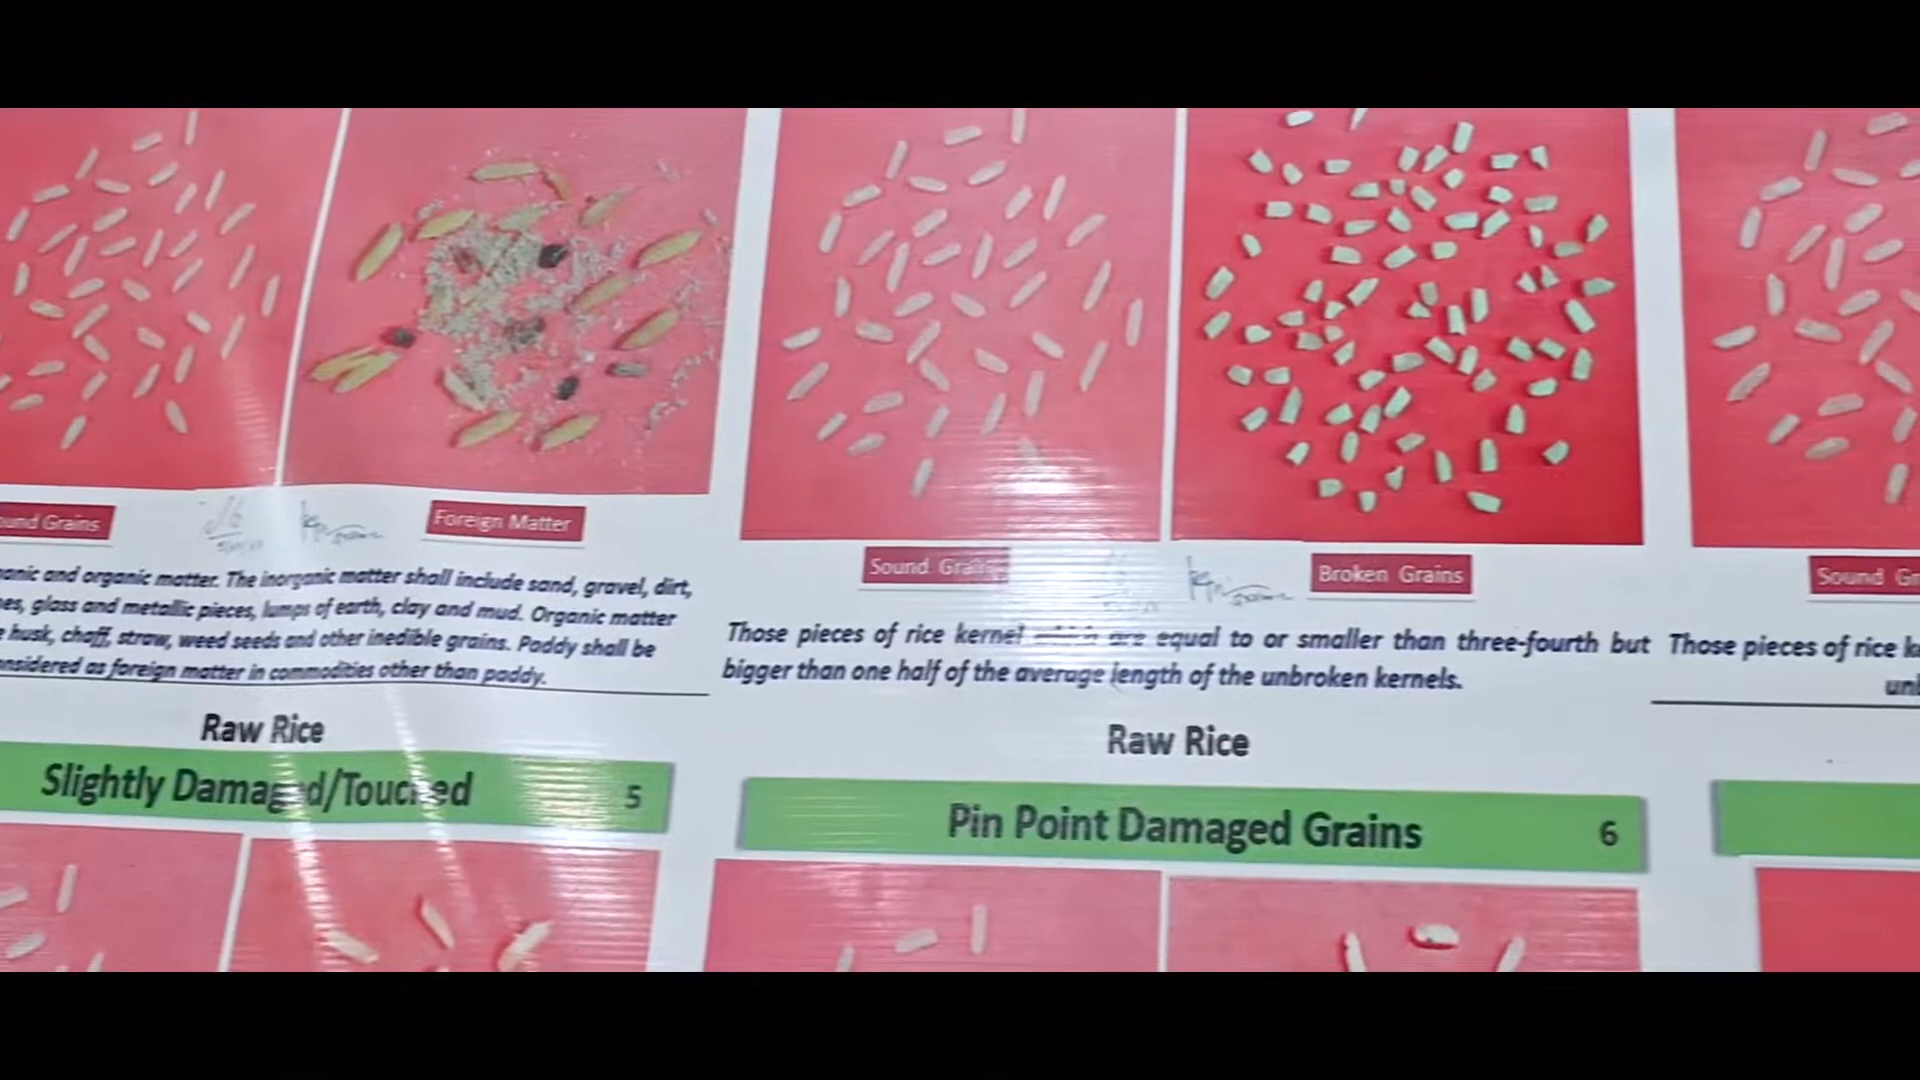 ound Grains
Foreign Matter
anic and organic matter. The inorganic matter shall include sand, gravel, dirt,
es, glass and metallic pieces, lumps of earth, clay and mud. Organic matter
e husk, chaff, straw, weed seeds and other inedible grains. Paddy shall be
onsidered as foreign matter in commodities other than paddy.
Raw Rice
Slightly Damaged/Touched 5
Sound Grains
Broken Grains
Those pieces of rice kernel which are equal to or smaller than three-fourth but
bigger than one half of the average length of the unbroken kernels.
Raw Rice
Pin Point Damaged Grains 6
Sound Gr
Those pieces of rice k
unb